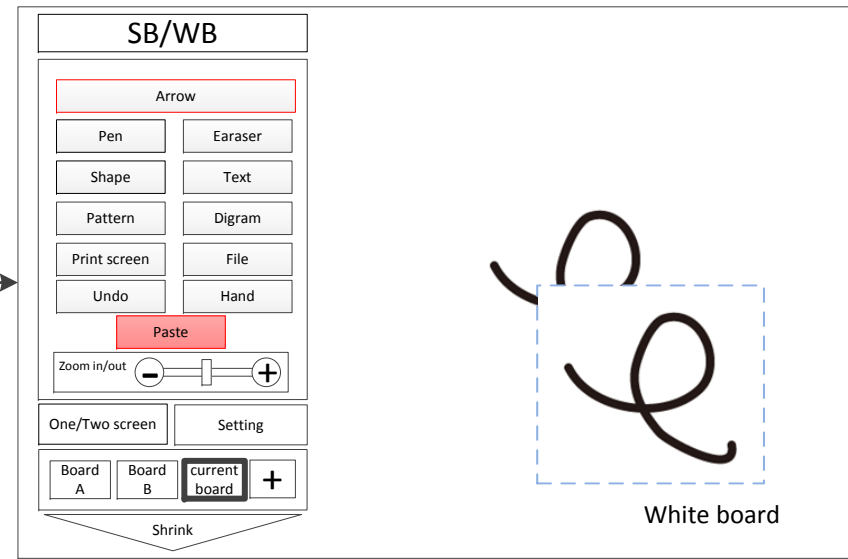 SB/WB
Arrow
Pen
Earaser
Shape
Text
Pattern
Digram
Print screen
File
Undo
Hand
Paste
Zoom in/out
-
+
One/Two screen
Setting
Board
A
Board
B
current
board
+
Shrink
White board